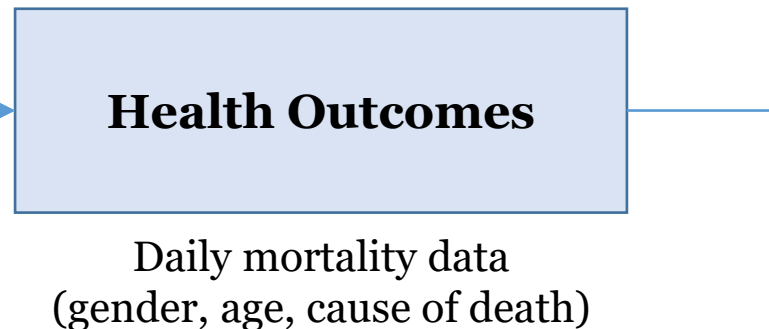 Health Outcomes
Daily mortality data
(gender, age, cause of death)